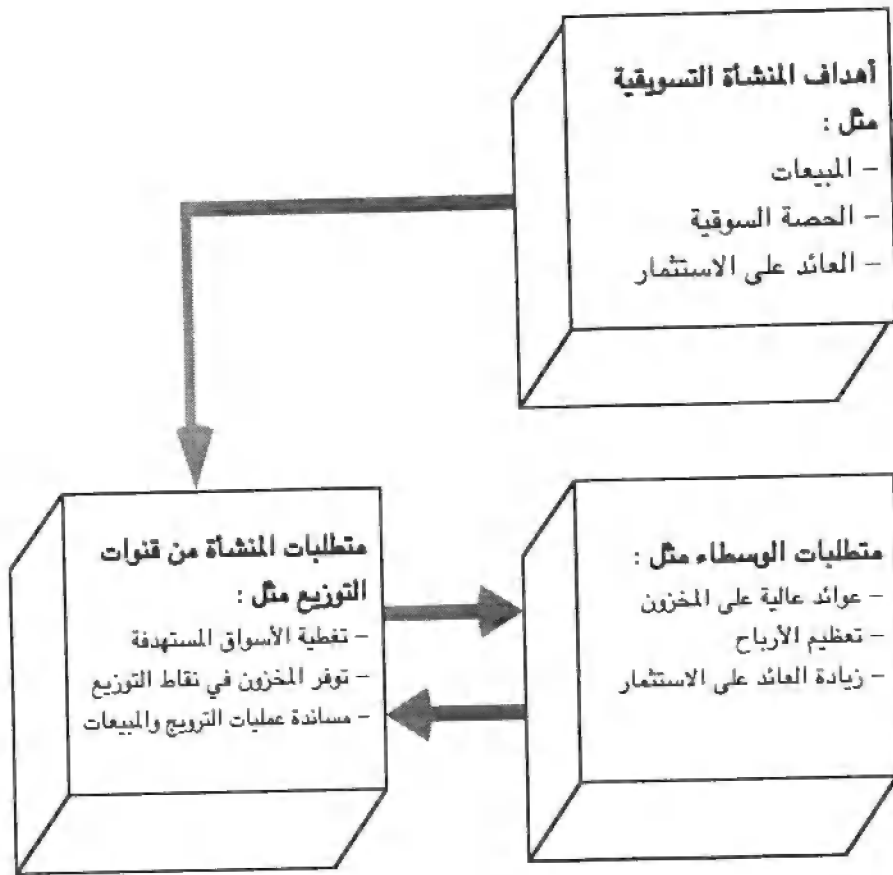 أهداف المنشأة التسويقية
مثل :
– المبيعات
– الحصة السوقية
– العائد على الاستثمار
متطلبات الوسطاء مثل :
– عوائد عالية على المخزون
– تعظيم الأرباح
– زيادة العائد على الاستثمار
متطلبات المنشأة من قنوات
التوزيع مثل :
– تغطية الأسواق المستهدفة
– توفر المخزون في نقاط التوزيع
– مساندة عمليات الترويج والمبيعات